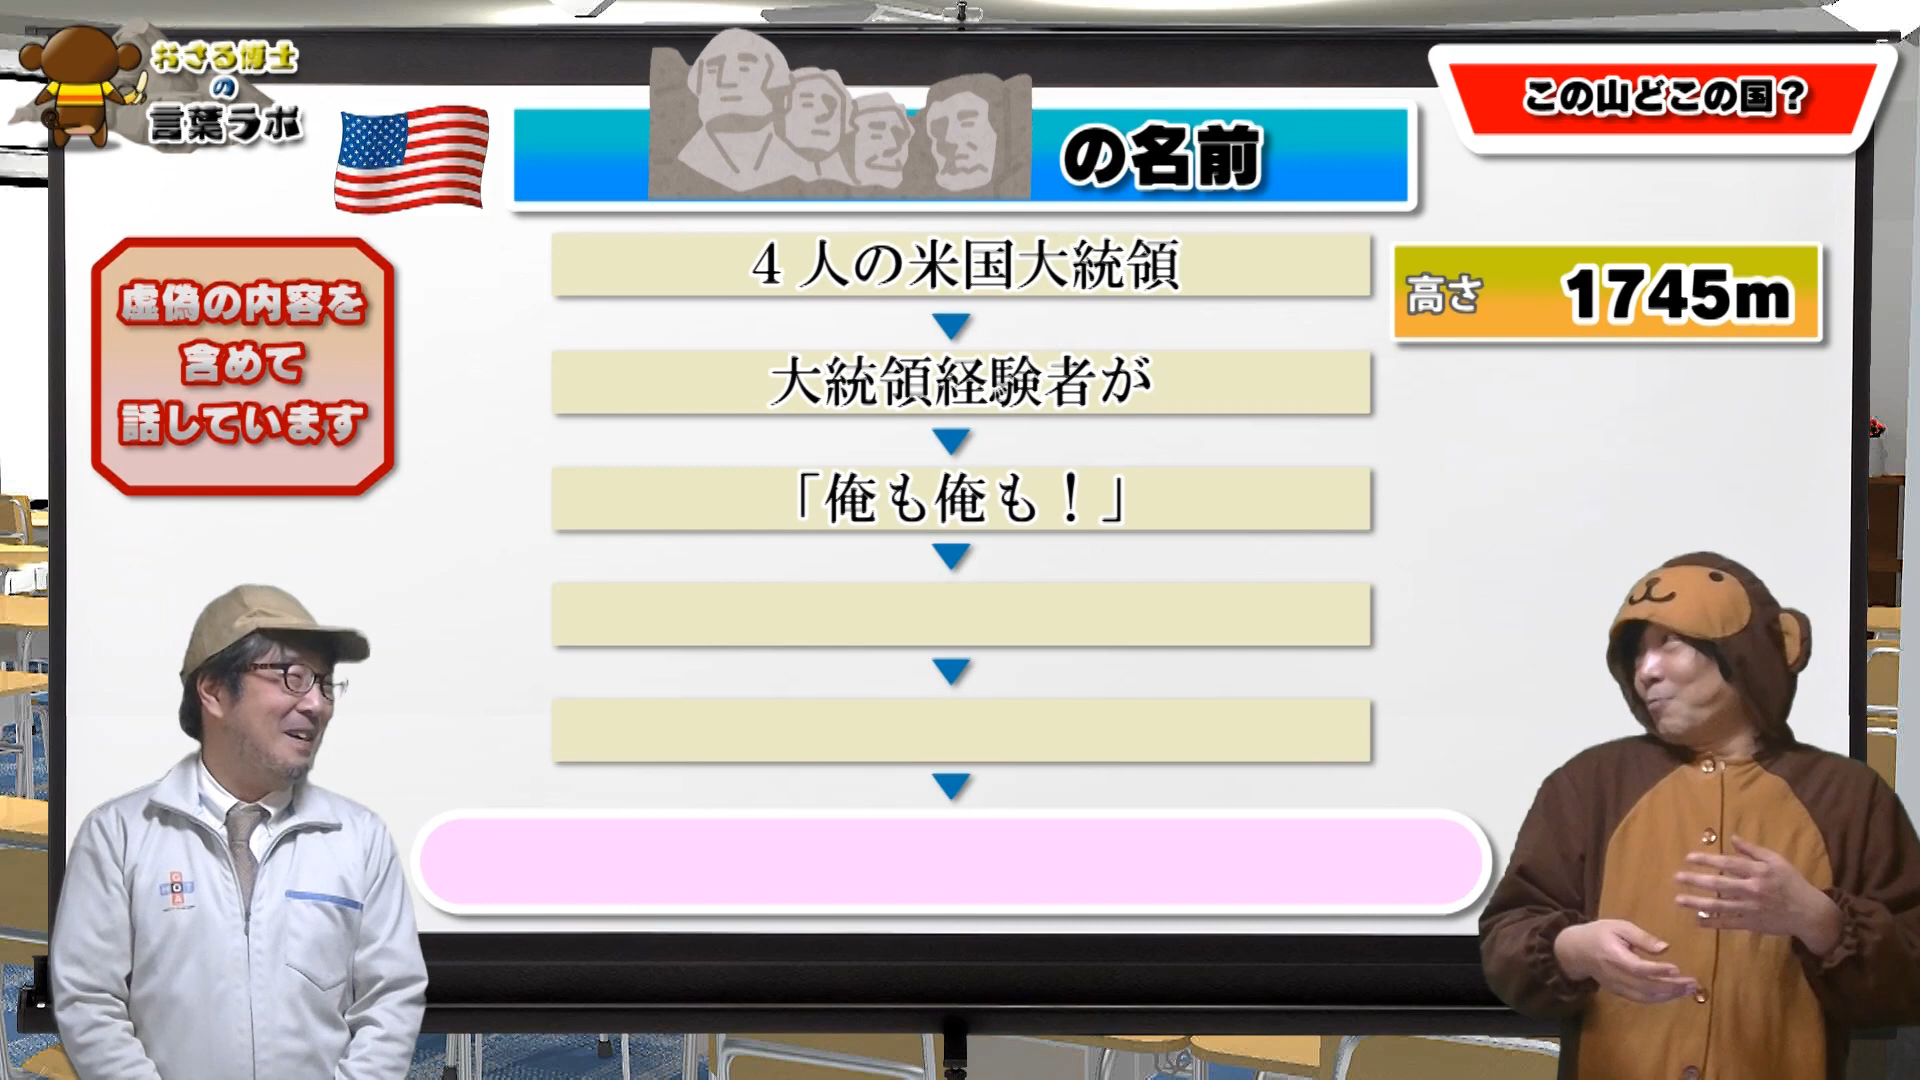 おさる博士
の
言葉ラボ
の名前
この山どこの国？
虚偽の内容を
含めて
話しています
４人の米国大統領
高さ 1745m
大統領経験者が
「俺も俺も！」